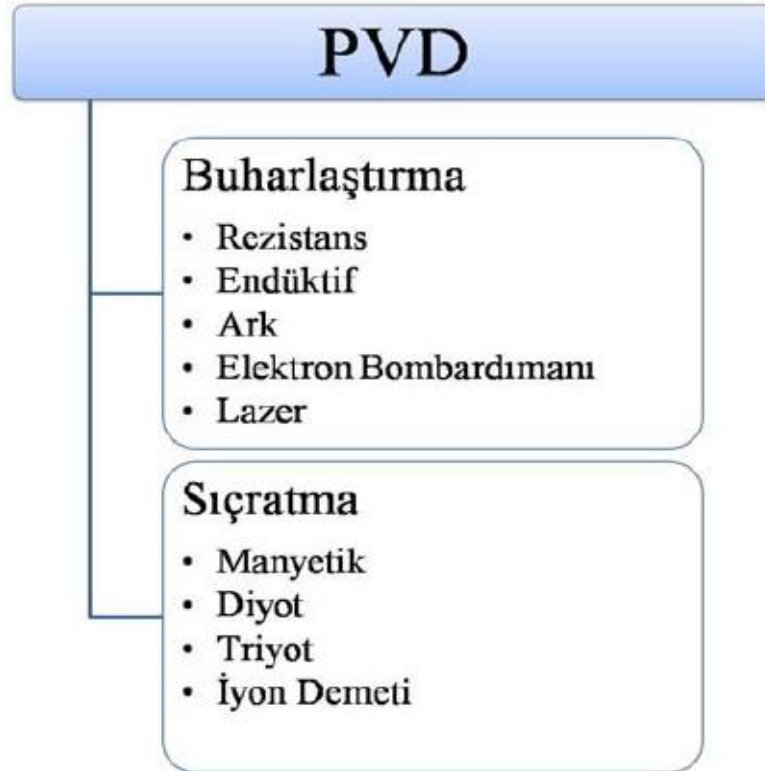 PVD
Buharlaştırma
• Rezistans
• Endüktif
• Ark
• Elektron Bombardımanı
• Lazer
Sıçratma
• Manyetik
• Diyot
• Triyot
• İyon Demeti